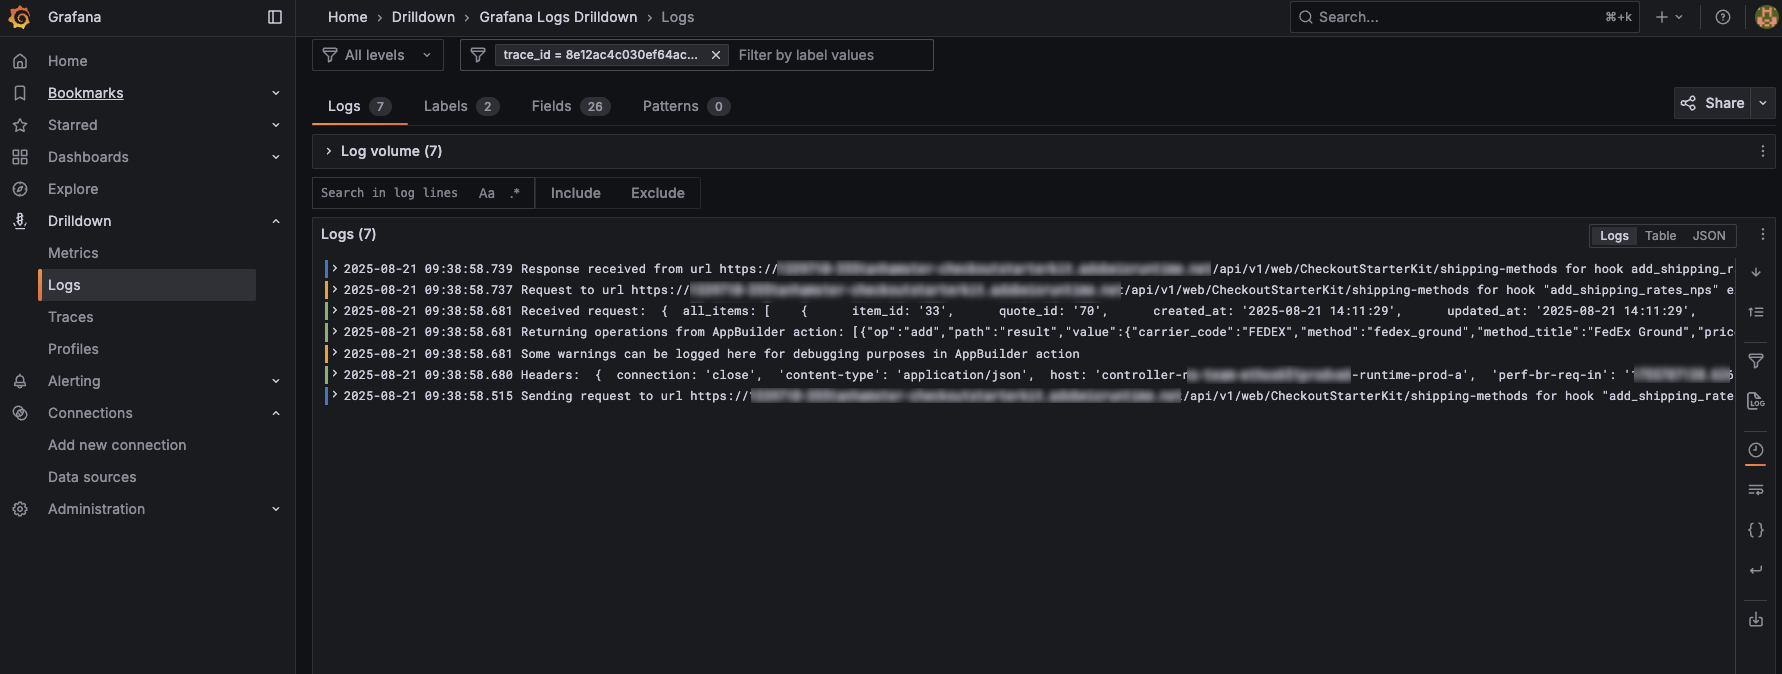 Grafana
Home › Drilldown › Grafana Logs Drilldown › Logs
Search...
⌘+k
Home
Bookmarks
Starred
Dashboards
Explore
Drilldown
Metrics
Logs
Traces
Profiles
Alerting
Connections
Add new connection
Data sources
Administration
All levels
trace_id = 8e12ac4c030ef64ac... ×
Filter by label values
Logs 7
Labels 2
Fields 26
Patterns 0
Share
Log volume (7)
Search in log lines Aa .*
Include
Exclude
Logs (7)
Logs Table JSON
2025-08-21 09:38:58.739 Response received from url https:// /api/v1/web/CheckoutStarterKit/shipping-methods for hook add_shipping_r
2025-08-21 09:38:58.737 Request to url https:// /api/v1/web/CheckoutStarterKit/shipping-methods for hook "add_shipping_rates_nps" e
2025-08-21 09:38:58.681 Received request: { all_items: [ { item_id: '33', quote_id: '70', created_at: '2025-08-21 14:11:29', updated_at: '2025-08-21 14:11:29',
2025-08-21 09:38:58.681 Returning operations from AppBuilder action: [{"op":"add","path":"result","value":{"carrier_code":"FEDEX","method":"fedex_ground","method_title":"FedEx Ground","pric
2025-08-21 09:38:58.681 Some warnings can be logged here for debugging purposes in AppBuilder action
2025-08-21 09:38:58.680 Headers: { connection: 'close', 'content-type': 'application/json', host: 'controller- -runtime-prod-a', 'perf-br-req-in': '
2025-08-21 09:38:58.515 Sending request to url https:// /api/v1/web/CheckoutStarterKit/shipping-methods for hook "add_shipping_rate
LOG